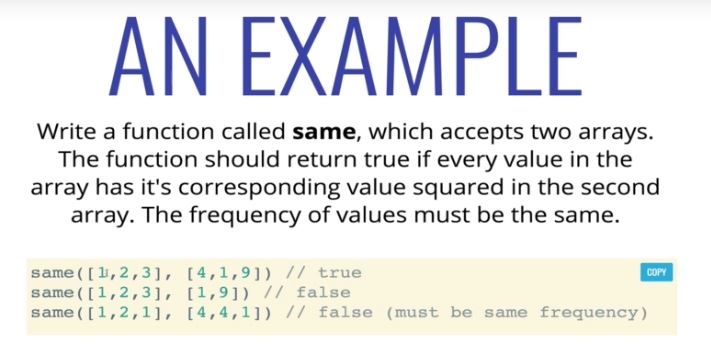 AN EXAMPLE
Write a function called same, which accepts two arrays.
The function should return true if every value in the
array has it's corresponding value squared in the second
array. The frequency of values must be the same.
same([1,2,3], [4,1,9]) // true
COPY
same([1,2,3], [1,9]) // false
same([1,2,1], [4,4,1]) // false (must be same frequency)